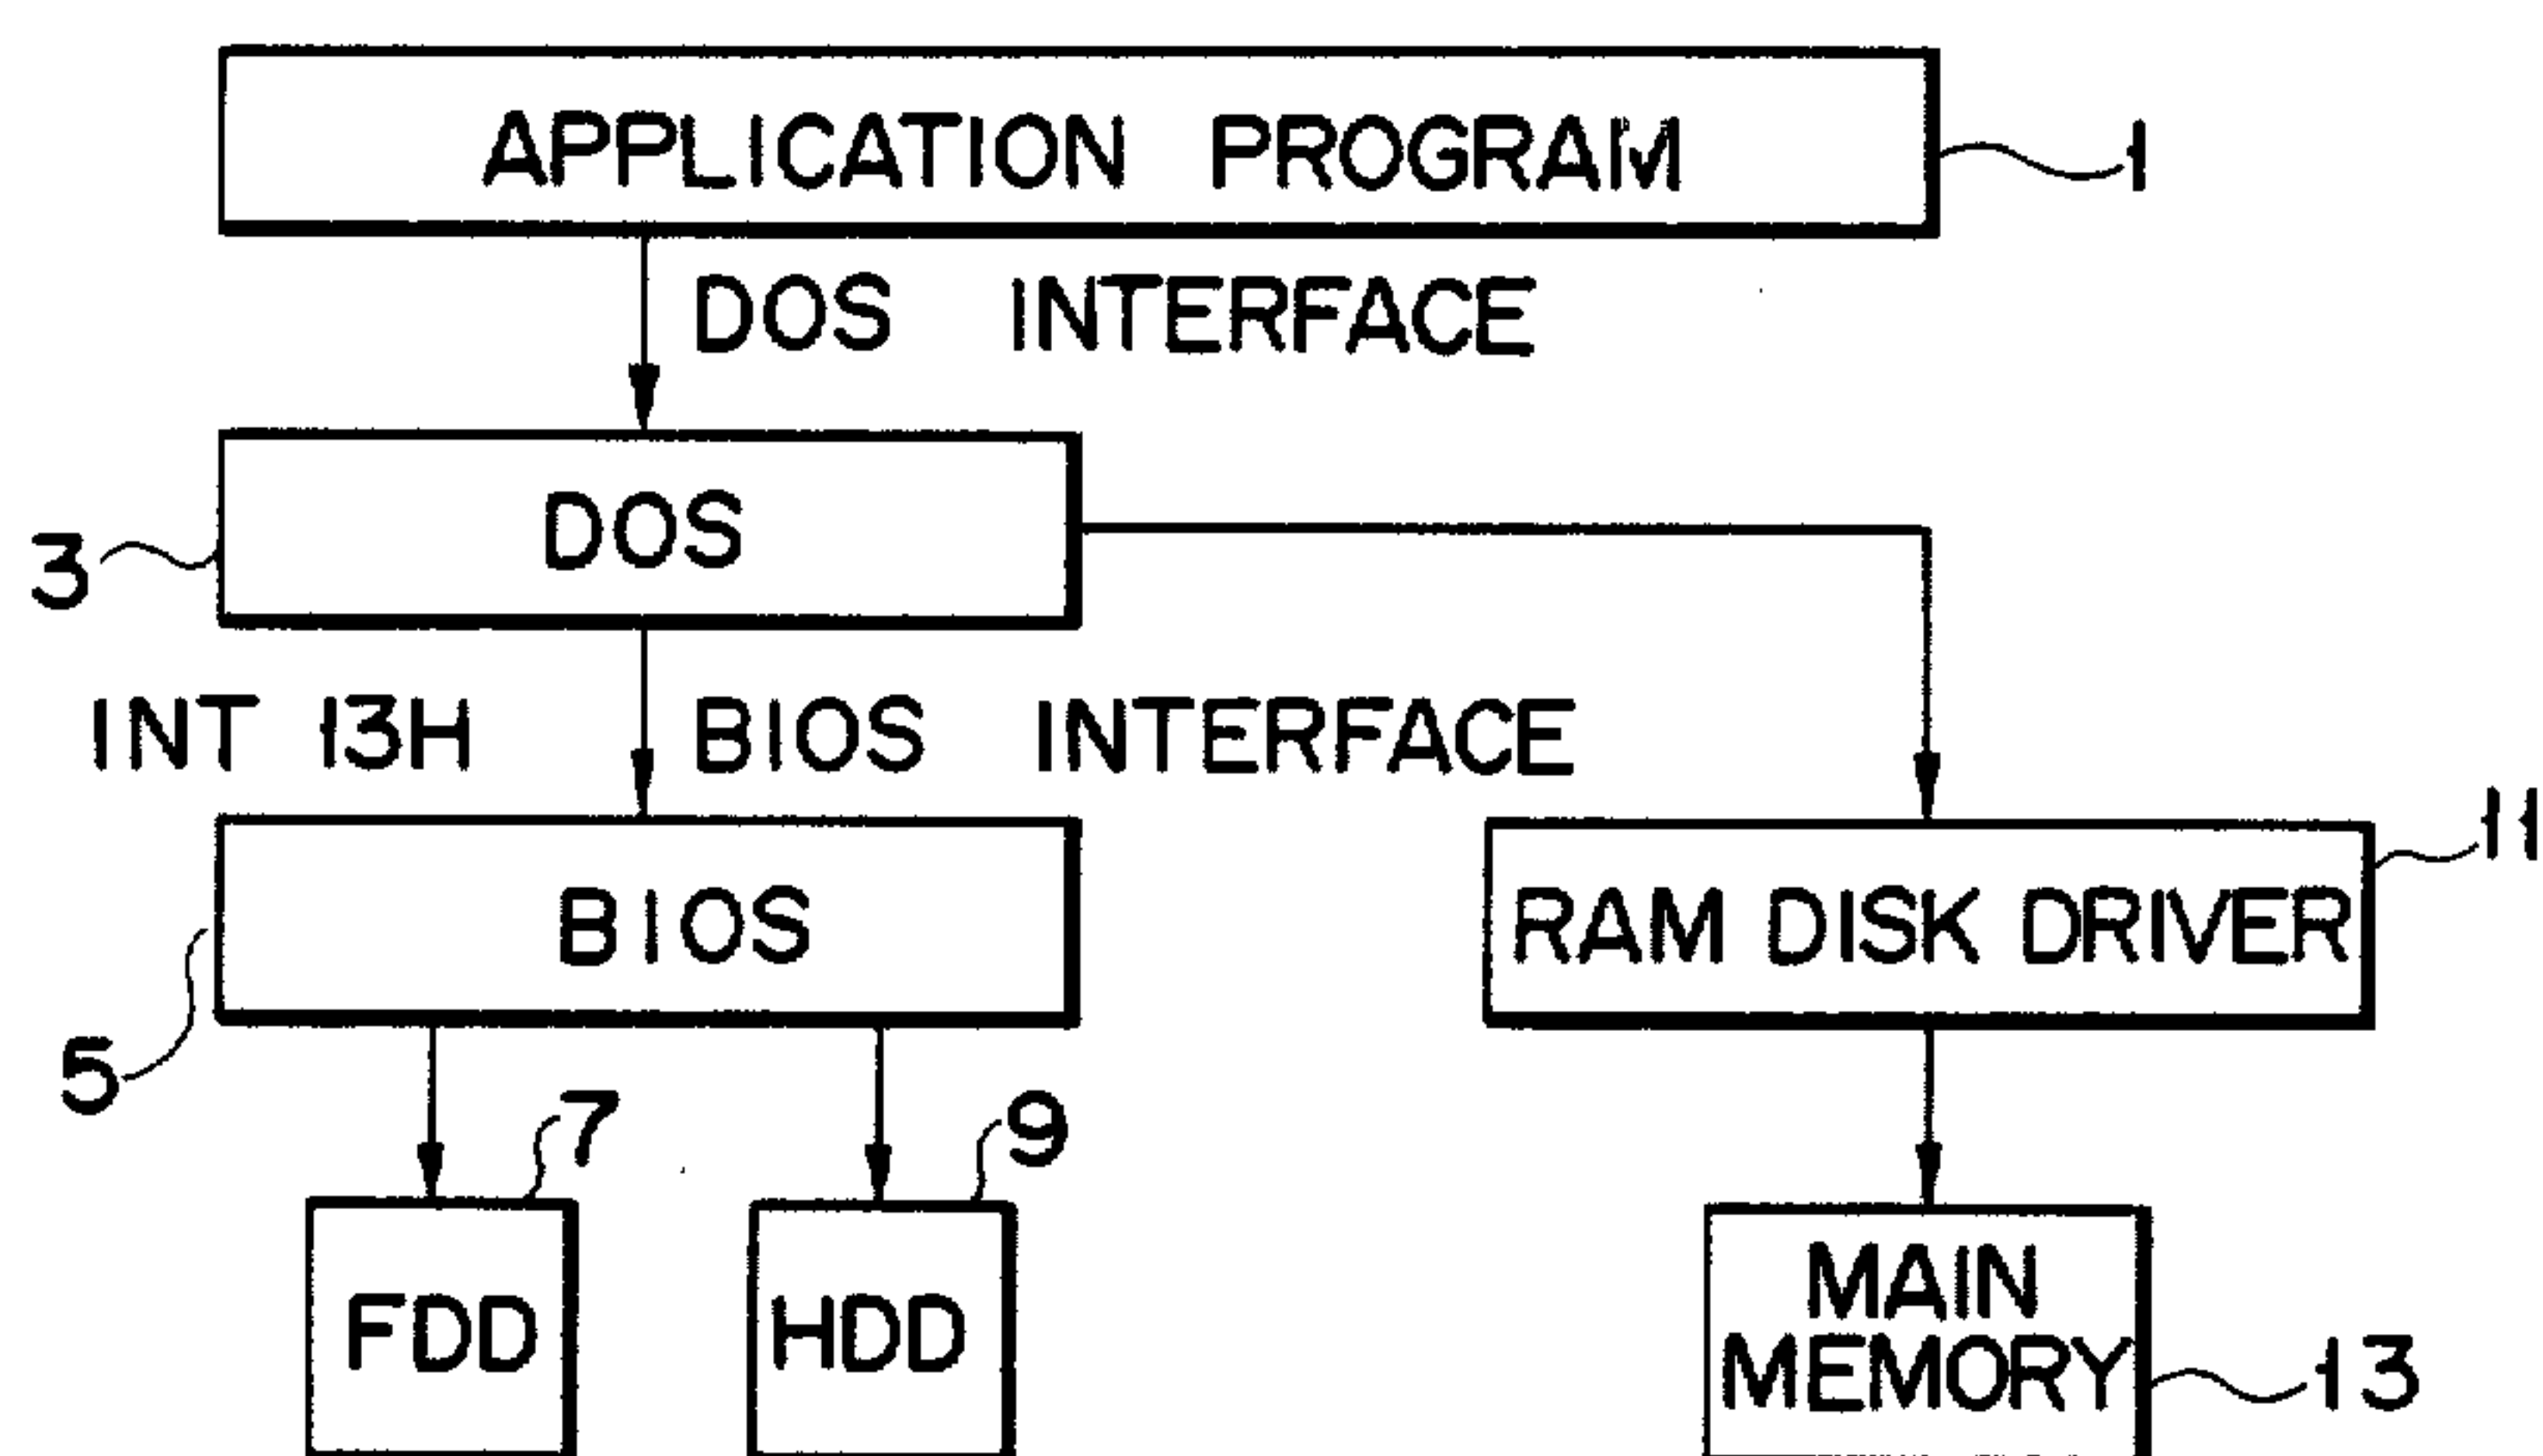 APPLICATION PROGRAM
1
DOS INTERFACE
DOS
3
INT 13H
BIOS INTERFACE
BIOS
5
RAM DISK DRIVER
11
7
9
FDD
HDD
MAIN
MEMORY
13